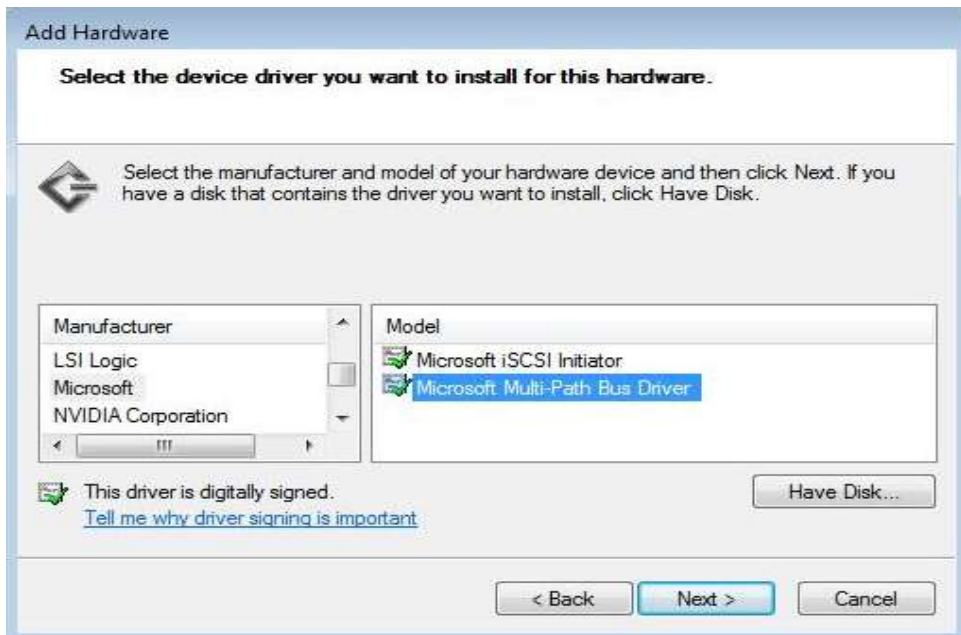 Add Hardware
Select the device driver you want to install for this hardware.
Select the manufacturer and model of your hardware device and then click Next. If you
have a disk that contains the driver you want to install, click Have Disk.
Manufacturer
LSI Logic
Microsoft
NVIDIA Corporation
Model
Microsoft iSCSI Initiator
Microsoft Multi-Path Bus Driver
This driver is digitally signed.
Tell me why driver signing is important
Have Disk...
< Back
Next >
Cancel